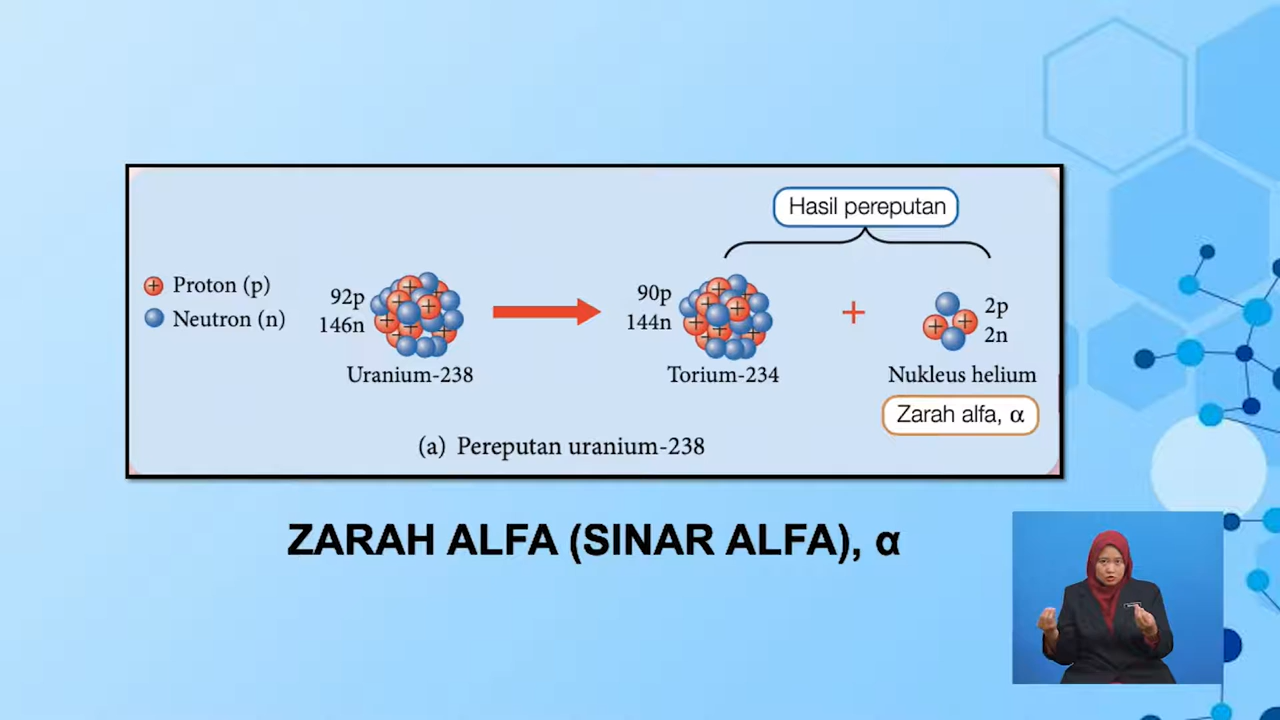 Hasil pereputan
Proton (p)
Neutron (n)
92p
146n
Uranium-238
90p
144n
Torium-234
+
2p
2n
Nukleus helium
Zarah alfa, α
(a) Pereputan uranium-238
ZARAH ALFA (SINAR ALFA), α